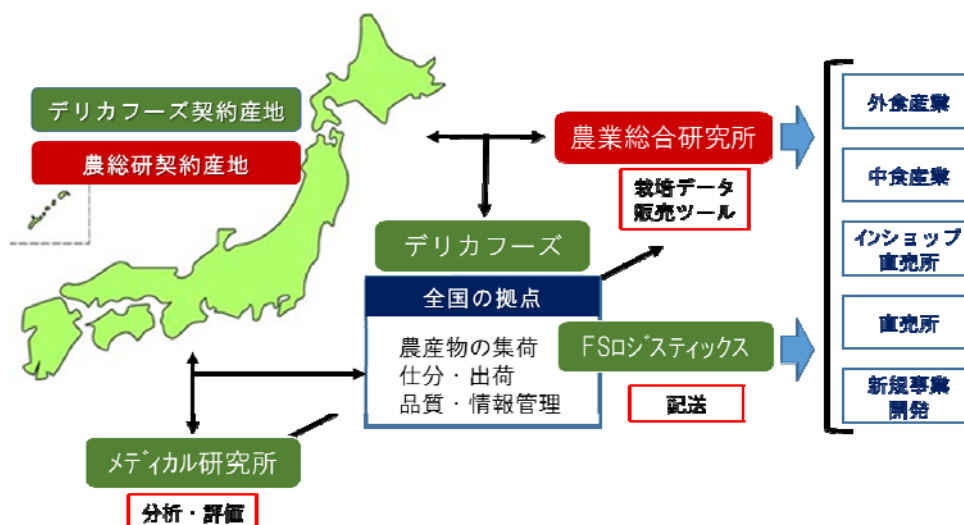 デリカフーズ契約産地
農総研契約産地
農業総合研究所
栽培データ
販売ツール
デリカフーズ
全国の拠点
農産物の集荷
仕分・出荷
品質・情報管理
FSロジスティックス
配送
メディカル研究所
分析・評価
外食産業
中食産業
インショップ
直売所
直売所
新規事業
開発